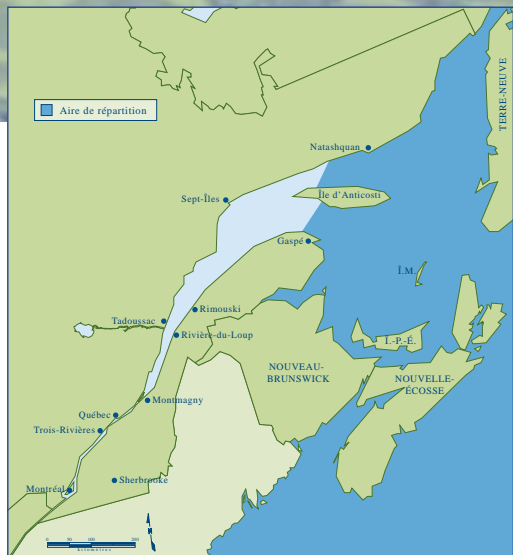 TERRE-NEUVE
Aire de répartition
Natashquan
Île d'Anticosti
Sept-Îles
Gaspé
Î.M.
Rimouski
Tadoussac
Rivière-du-Loup
Î.-P.-É.
NOUVEAU-
BRUNSWICK
NOUVELLE-
ÉCOSSE
Montmagny
Québec
Trois-Rivières
Sherbrooke
Montréal
0 50 100 200
kilomètres
N